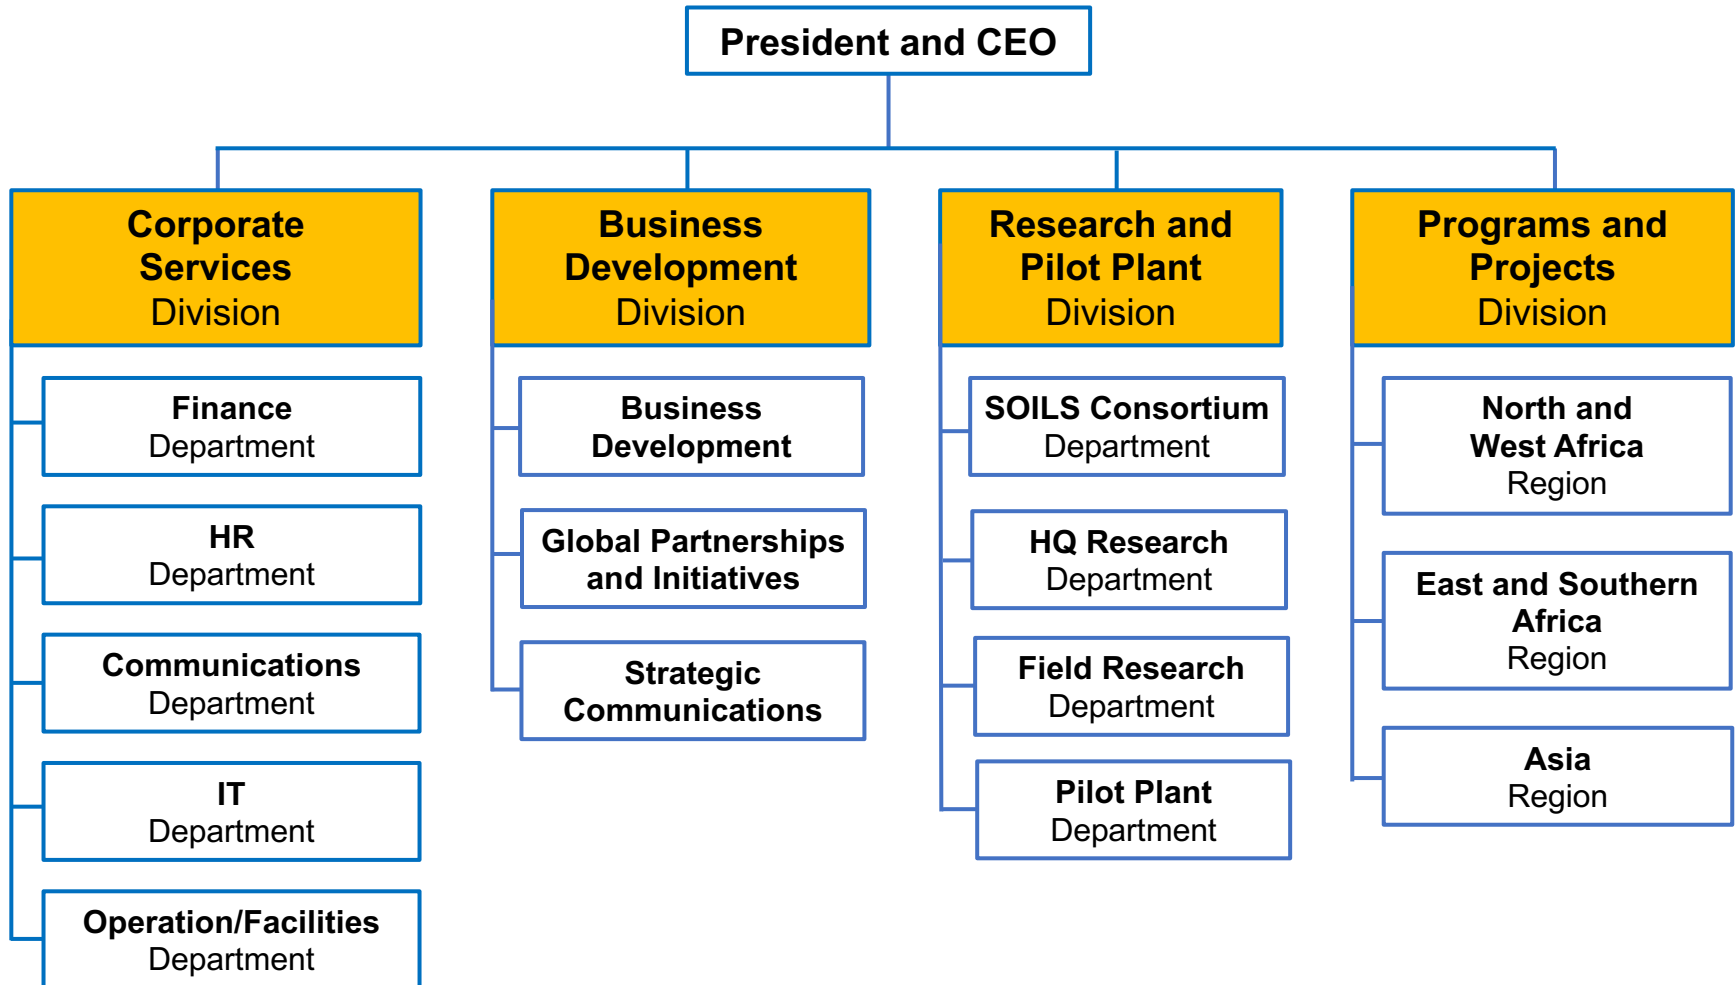 President and CEO
Corporate
Services
Division
Finance
Department
HR
Department
Communications
Department
IT
Department
Operation/Facilities
Department
Business
Development
Division
Business
Development
Global Partnerships
and Initiatives
Strategic
Communications
Research and
Pilot Plant
Division
SOILS Consortium
Department
HQ Research
Department
Field Research
Department
Pilot Plant
Department
Programs and
Projects
Division
North and
West Africa
Region
East and Southern
Africa
Region
Asia
Region